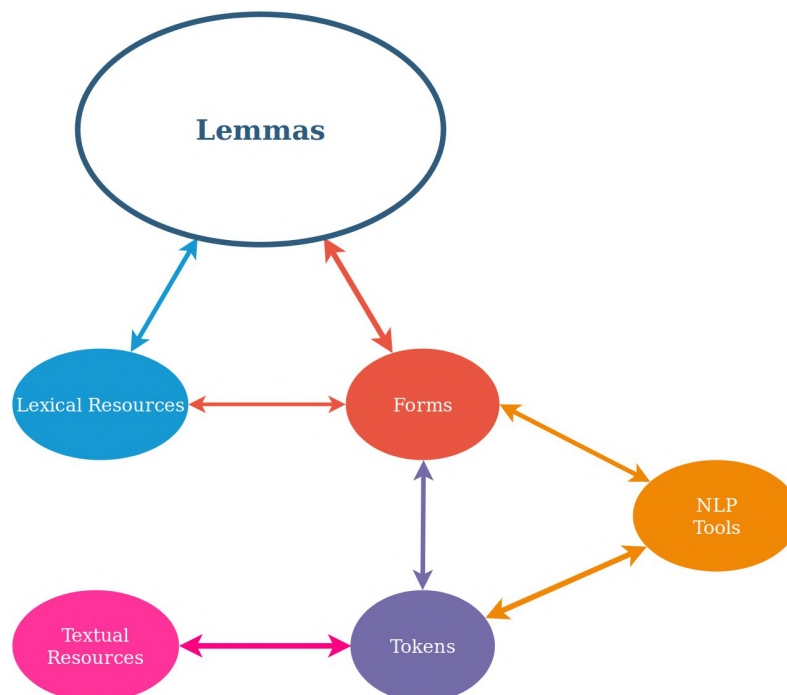 Lemmas
Lexical Resources
Forms
NLP
Tools
Textual
Resources
Tokens